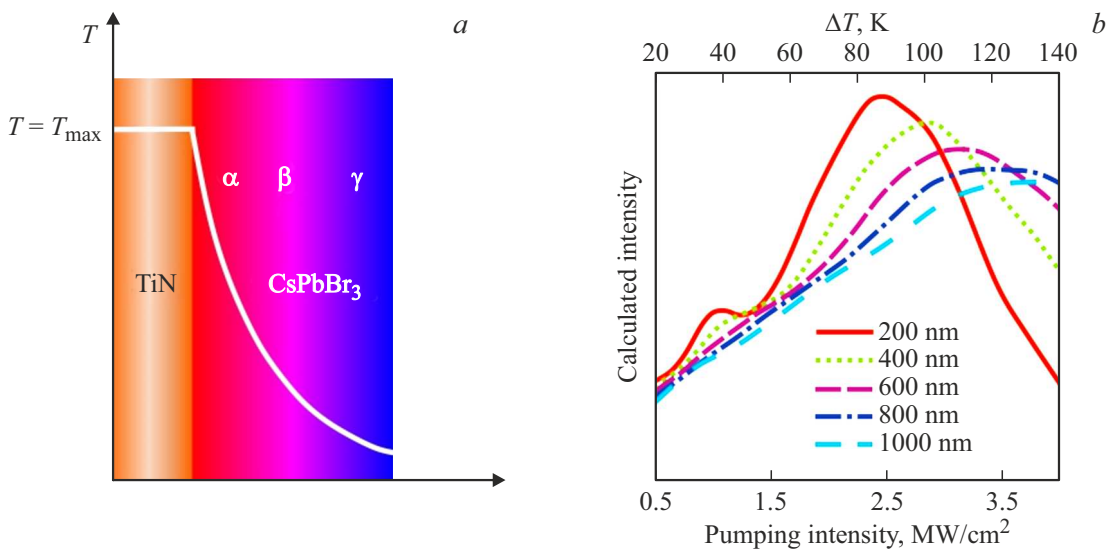 T
a
T = Tmax
α β γ
TiN
CsPbBr3
b
ΔT, K
20 40 60 80 100 120 140
Calculated intensity
200 nm
400 nm
600 nm
800 nm
1000 nm
0.5 1.5 2.5 3.5
Pumping intensity, MW/cm2